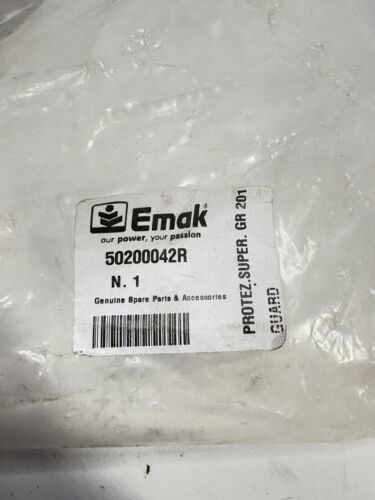 Emak®
our power, your passion
50200042R
N. 1
Genuine Spare Parts & Accessories
PROTEZ.SUPER. GR 201
GUARD